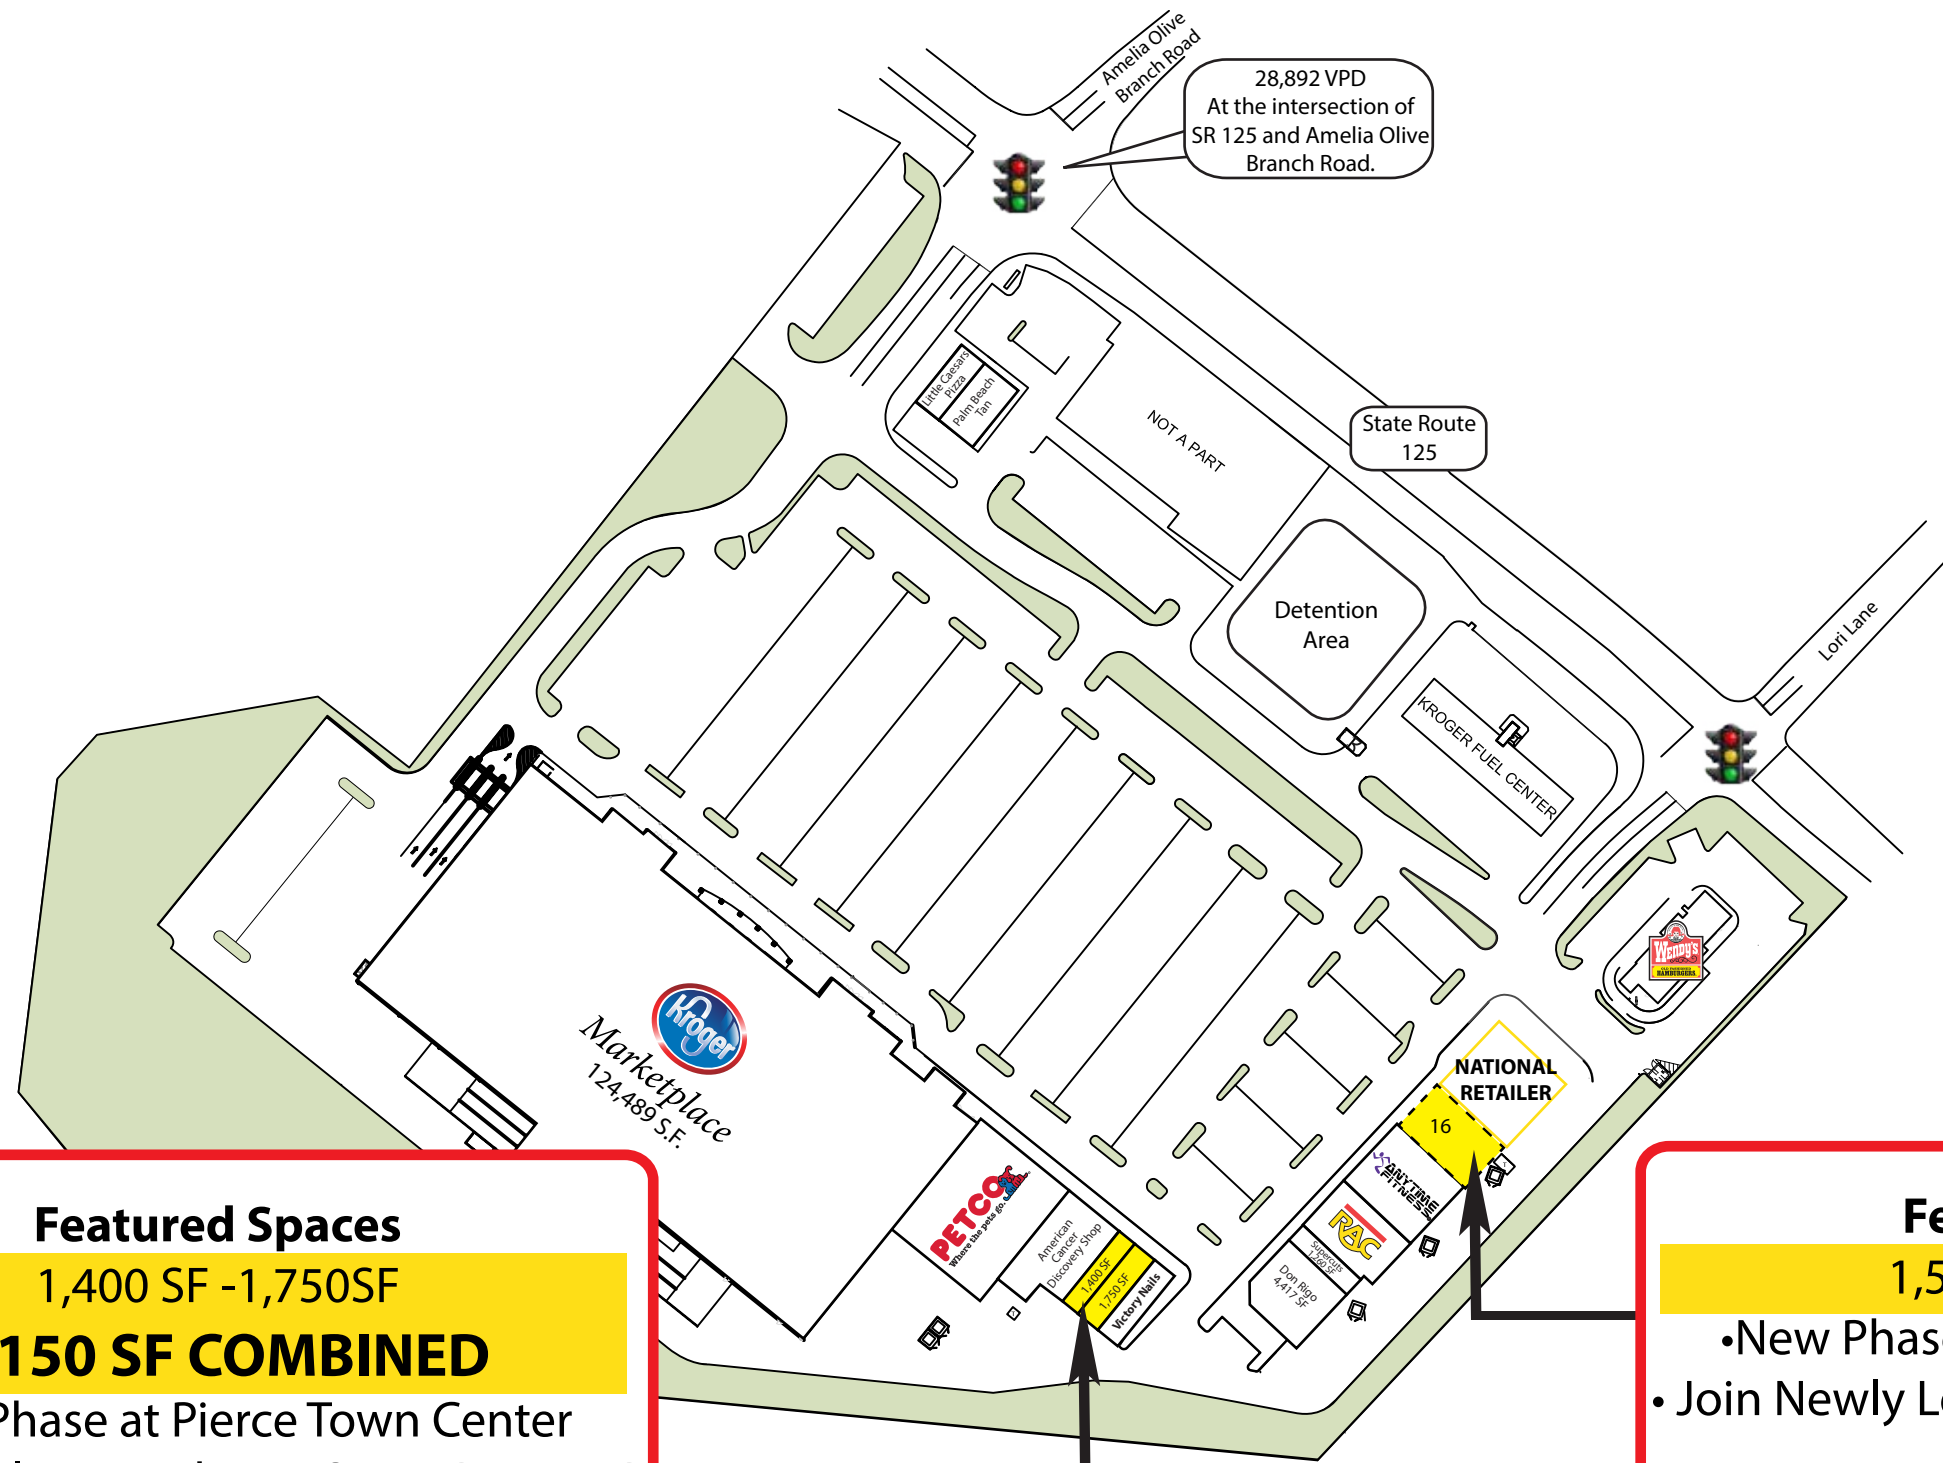 Amelia Olive
Branch Road
28,892 VPD
At the intersection of
SR 125 and Amelia Olive
Branch Road.
Little Caesars
Pizza
Palm Beach
Tan
NOT A PART
State Route
125
Detention
Area
Lori Lane
KROGER FUEL CENTER
WENDY'S
OLD FASHIONED
HAMBURGERS
Kroger
Marketplace
124,489 S.F.
NATIONAL
RETAILER
16
ANYTIME
FITNESS
RAC
Supercuts
1,260 SF
Don Rigo
4,417 SF
PETCO
Where the pets go.
American
Cancer
Discovery Shop
1,400 SF
1,750 SF
Victory Nails
Featured Spaces
1,400 SF -1,750SF
150 SF COMBINED
Phase at Pierce Town Center
Fe
1,5
•New Phas
• Join Newly L